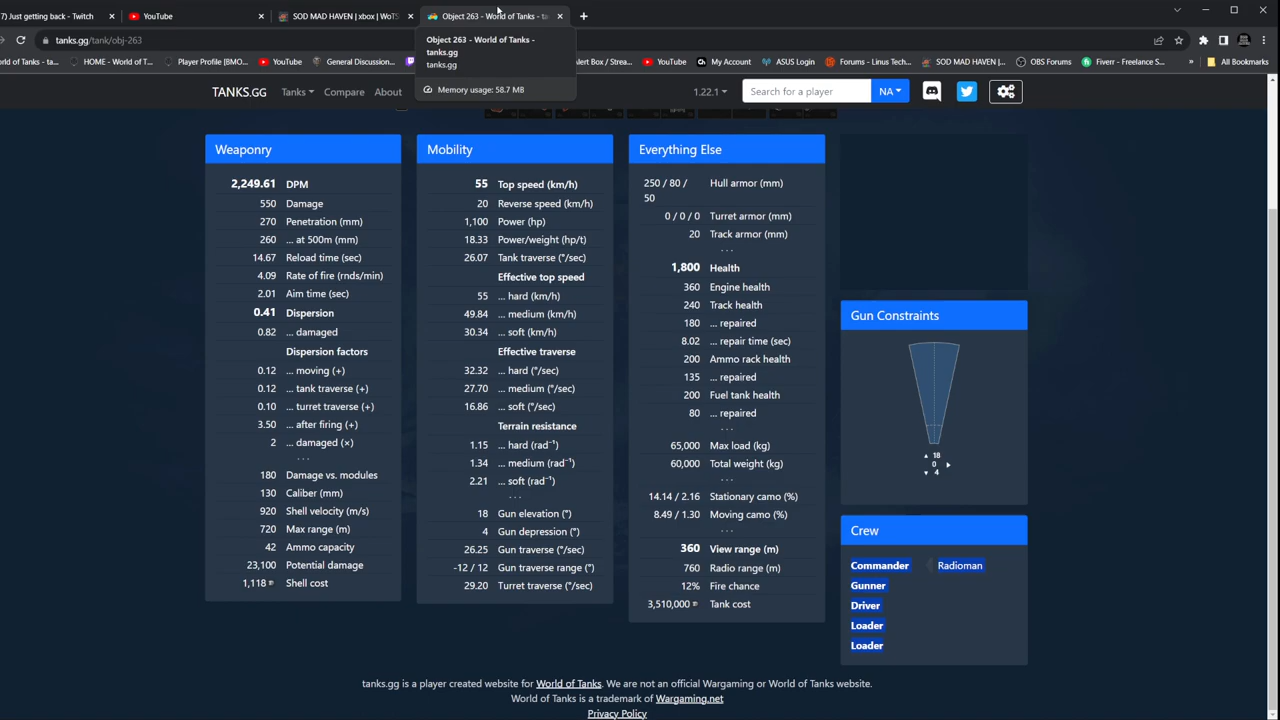 7) Just getting back - Twitch
YouTube
SOD MAD HAVEN | xbox | WoTS
Object 263 - World of Tanks - ta
Object 263 - World of Tanks -
tanks.gg
tanks.gg
Memory usage: 58.7 MB
tanks.gg/tank/obj-263
orld of Tanks - ta...
HOME - World of T...
Player Profile (BMO...
YouTube
General Discussion...
lert Box / Strea...
YouTube
My Account
ASUS Login
Forums - Linus Tech...
SOD MAD HAVEN |...
OBS Forums
Fiverr - Freelance S...
All Bookmarks
TANKS.GG
Tanks
Compare
About
1.22.1
Search for a player
NA
Weaponry
2,249.61 DPM
550 Damage
270 Penetration (mm)
260 ... at 500m (mm)
14.67 Reload time (sec)
4.09 Rate of fire (rnds/min)
2.01 Aim time (sec)
0.41 Dispersion
0.82 ... damaged
Dispersion factors
0.12 ... moving (+)
0.12 ... tank traverse (+)
0.10 ... turret traverse (+)
3.50 ... after firing (+)
2 ... damaged (×)
...
180 Damage vs. modules
130 Caliber (mm)
920 Shell velocity (m/s)
720 Max range (m)
42 Ammo capacity
23,100 Potential damage
1,118 Shell cost
Mobility
55 Top speed (km/h)
20 Reverse speed (km/h)
1,100 Power (hp)
18.33 Power/weight (hp/t)
26.07 Tank traverse (°/sec)
Effective top speed
55 ... hard (km/h)
49.84 ... medium (km/h)
30.34 ... soft (km/h)
Effective traverse
32.32 ... hard (°/sec)
27.70 ... medium (°/sec)
16.86 ... soft (°/sec)
Terrain resistance
1.15 ... hard (rad⁻¹)
1.34 ... medium (rad⁻¹)
2.21 ... soft (rad⁻¹)
...
18 Gun elevation (°)
4 Gun depression (°)
26.25 Gun traverse (°/sec)
-12 / 12 Gun traverse range (°)
29.20 Turret traverse (°/sec)
Everything Else
250 / 80 / Hull armor (mm)
50
0 / 0 / 0 Turret armor (mm)
20 Track armor (mm)
...
1,800 Health
360 Engine health
240 Track health
180 ... repaired
8.02 ... repair time (sec)
200 Ammo rack health
135 ... repaired
200 Fuel tank health
80 ... repaired
...
65,000 Max load (kg)
60,000 Total weight (kg)
...
14.14 / 2.16 Stationary camo (%)
8.49 / 1.30 Moving camo (%)
...
360 View range (m)
760 Radio range (m)
12% Fire chance
3,510,000 Tank cost
Gun Constraints
18
0
4
Crew
Commander Radioman
Gunner
Driver
Loader
Loader
tanks.gg is a player created website for World of Tanks. We are not an official Wargaming or World of Tanks website.
World of Tanks is a trademark of Wargaming.net
Privacy Policy